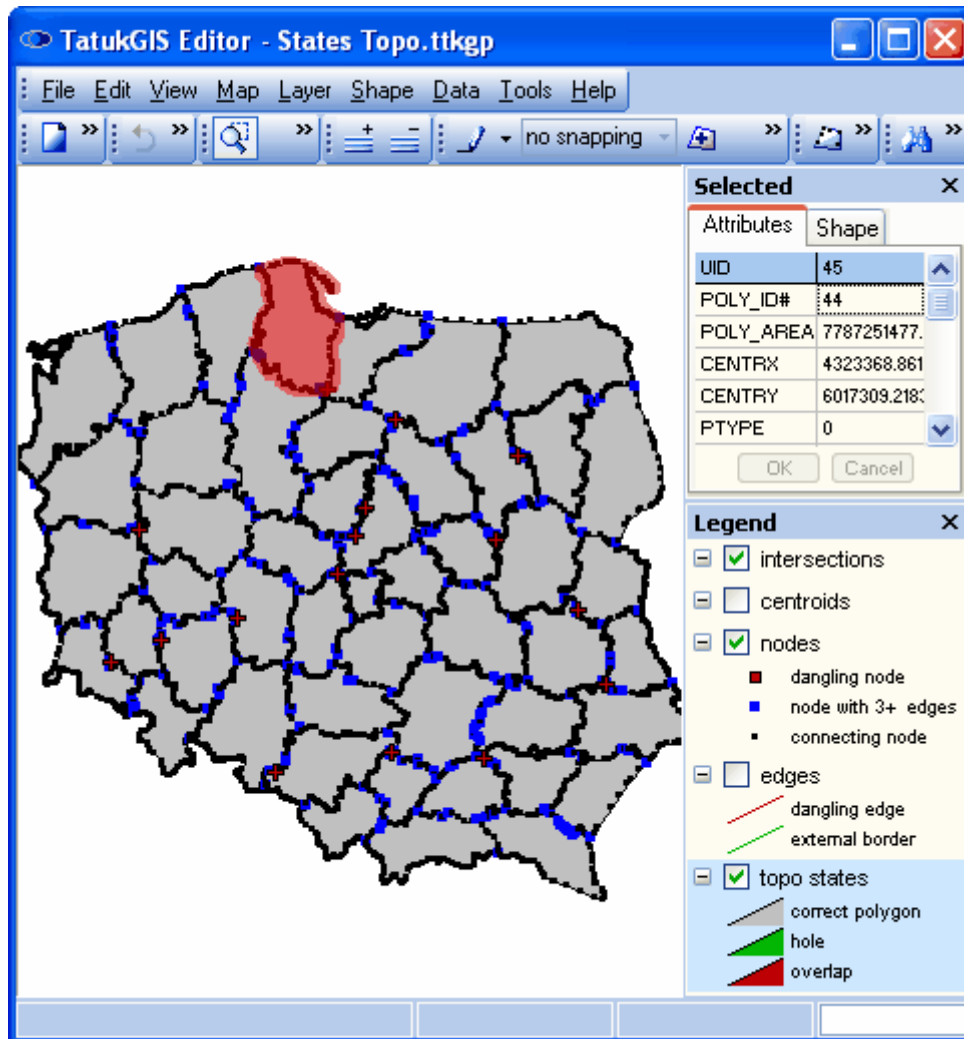 TatukGIS Editor - States Topo.ttkgp
File Edit View Map Layer Shape Data Tools Help
no snapping
Selected
Attributes Shape
UID 45
POLY_ID# 44
POLY_AREA 7787251477.
CENTRX 4323368.861
CENTRY 6017309.218
PTYPE 0
OK Cancel
Legend
intersections
centroids
nodes
dangling node
node with 3+ edges
connecting node
edges
dangling edge
external border
topo states
correct polygon
hole
overlap